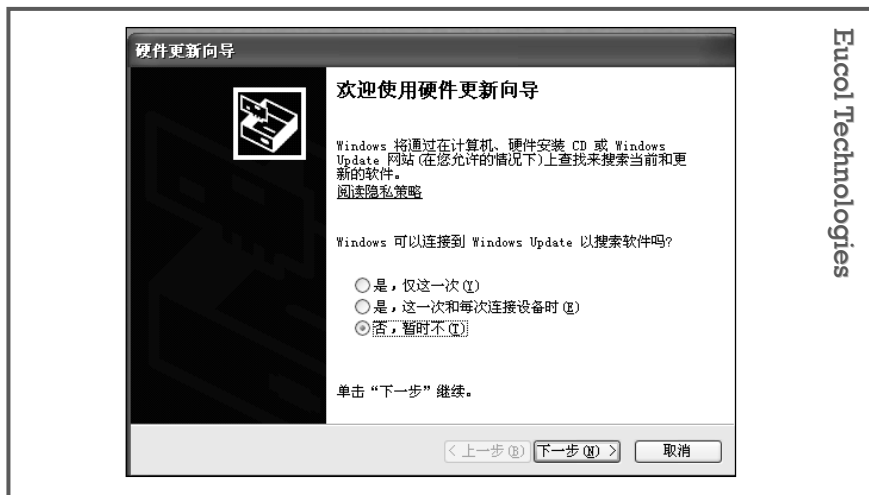 硬件更新向导
欢迎使用硬件更新向导
Windows 将通过在计算机、硬件安装 CD 或 Windows
Update 网站(在您允许的情况下)上查找来搜索当前和更
新的软件。
阅读隐私策略
Windows 可以连接到 Windows Update 以搜索软件吗?
是，仅这一次(Y)
是，这一次和每次连接设备时(E)
否，暂时不(T)
单击“下一步”继续。
< 上一步(B)
下一步(N) >
取消
Eucol Technologies